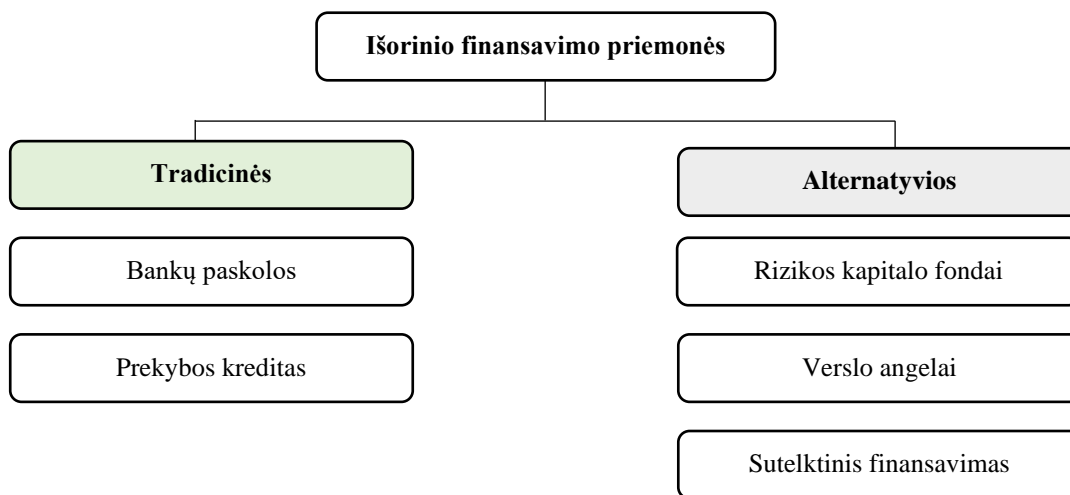 Išorinio finansavimo priemonės
Tradicinės
Bankų paskolos
Prekybos kreditas
Alternatyvios
Rizikos kapitalo fondai
Verslo angelai
Sutelktinis finansavimas